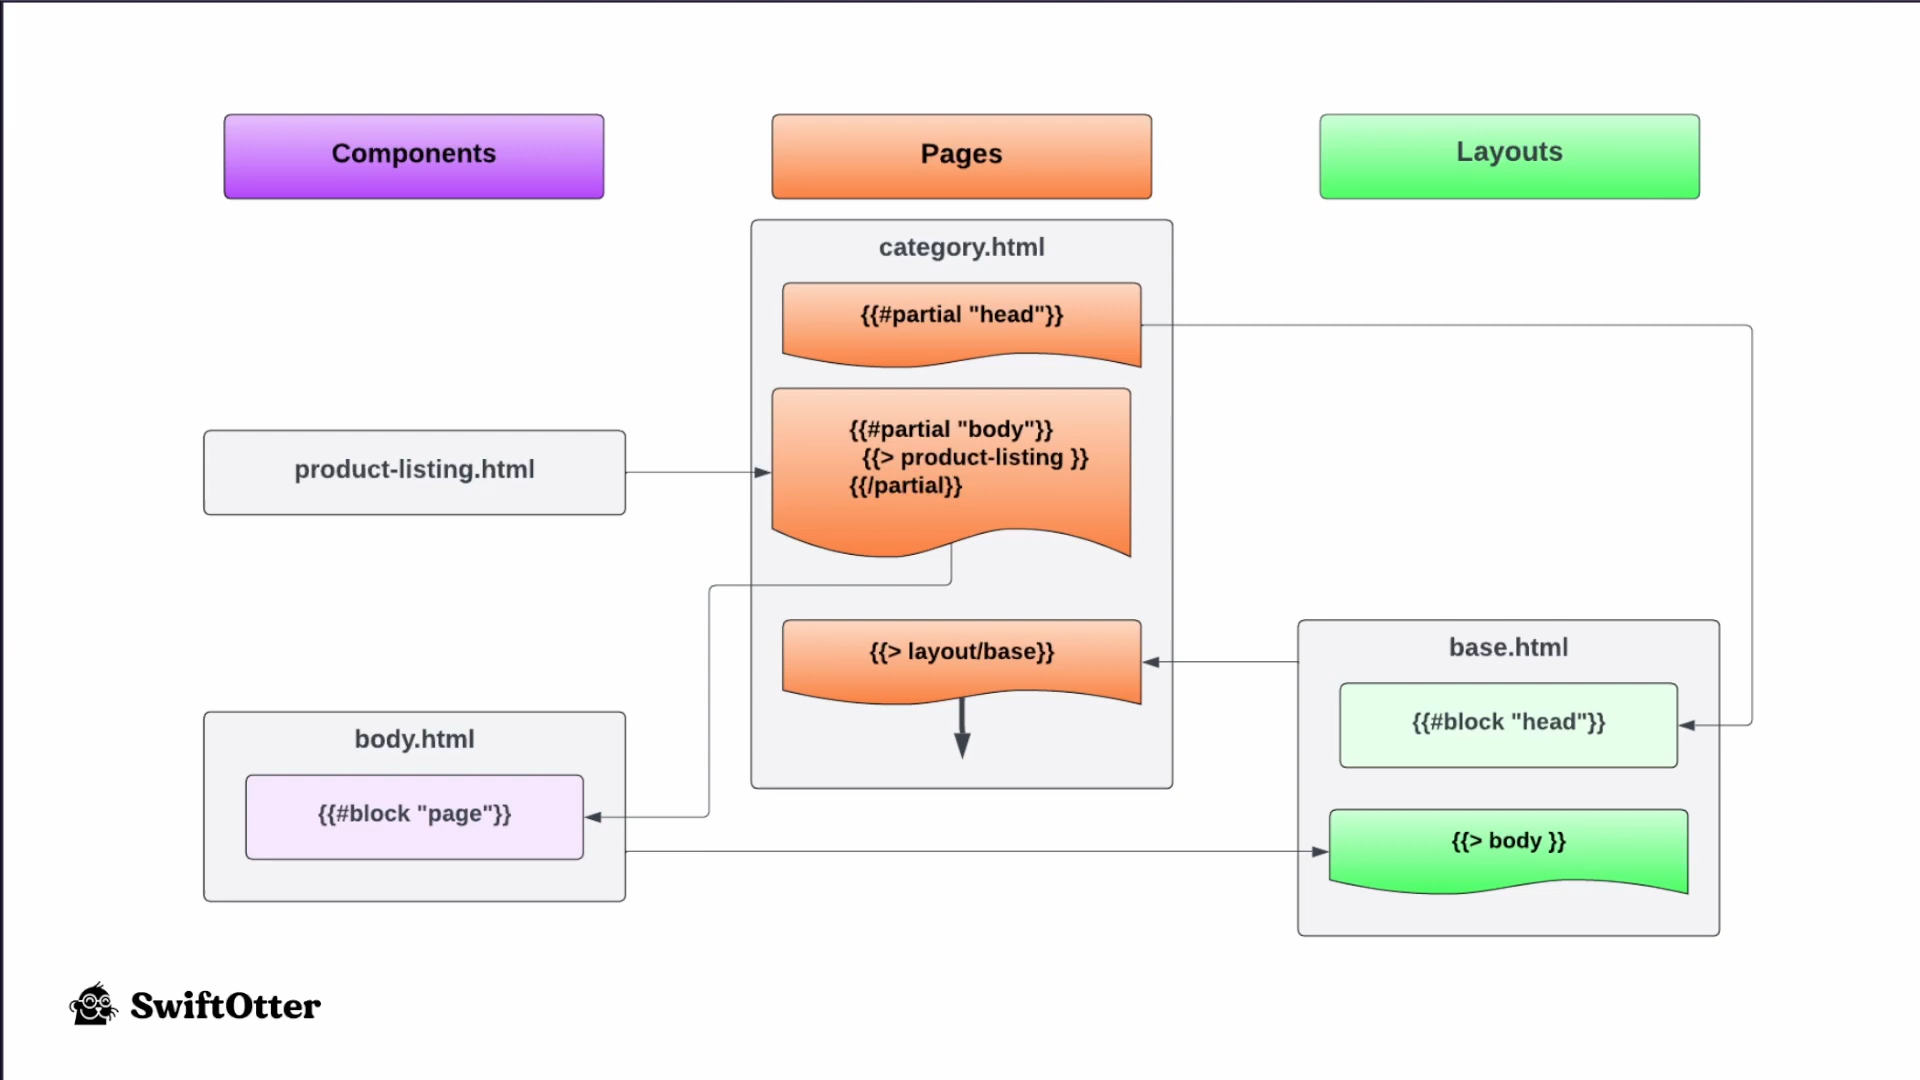 Components
Pages
Layouts
category.html
{{#partial "head"}}
{{#partial "body"}}
{{> product-listing }}
{{/partial}}
product-listing.html
{{> layout/base}}
base.html
{{#block "head"}}
body.html
{{#block "page"}}
{{> body }}
SwiftOtter